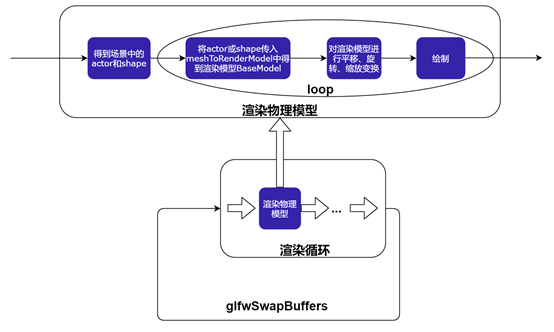 得到场景中的
actor和shape
将actor或shape传入
meshToRenderModel中得
到渲染模型BaseModel
对渲染模型进
行平移、旋
转、缩放变换
绘制
loop
渲染物理模型
渲染物理
模型
...
渲染循环
glfwSwapBuffers